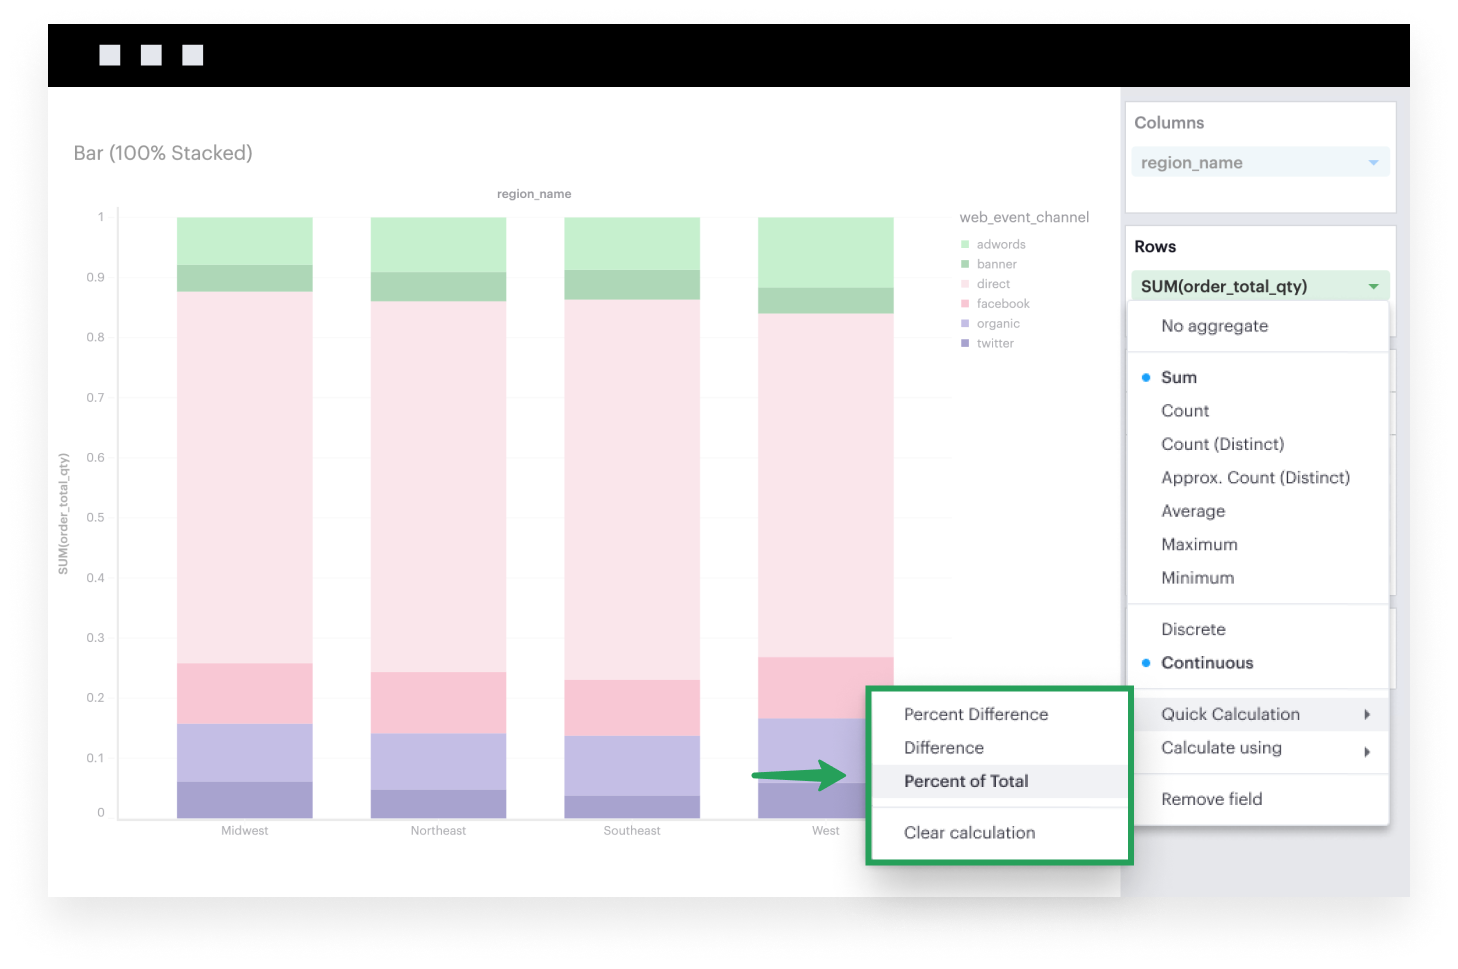 Bar (100% Stacked)
region_name
1
0.9
0.8
0.7
0.6
0.5
0.4
0.3
0.2
0.1
0
SUM(order_total_qty)
Midwest
Northeast
Southeast
West
web_event_channel
adwords
banner
direct
facebook
organic
twitter
Columns
region_name
Rows
SUM(order_total_qty)
No aggregate
Sum
Count
Count (Distinct)
Approx. Count (Distinct)
Average
Maximum
Minimum
Discrete
Continuous
Quick Calculation
Calculate using
Remove field
Percent Difference
Difference
Percent of Total
Clear calculation